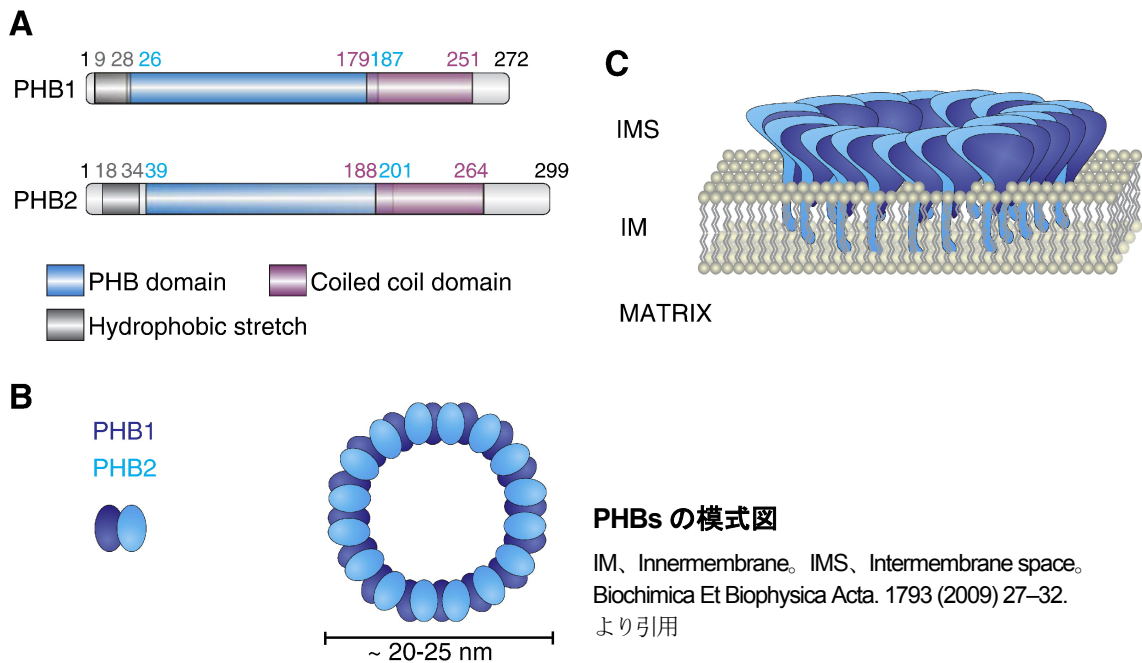 A
1 9 28 26 179 187 251 272
PHB1
1 18 34 39 188 201 264 299
PHB2
PHB domain
Coiled coil domain
Hydrophobic stretch
B
PHB1
PHB2
~ 20-25 nm
C
IMS
IM
MATRIX
PHBs の模式図
IM、Innermembrane。IMS、Intermembrane space。
Biochimica Et Biophysica Acta. 1793 (2009) 27–32.
より引用